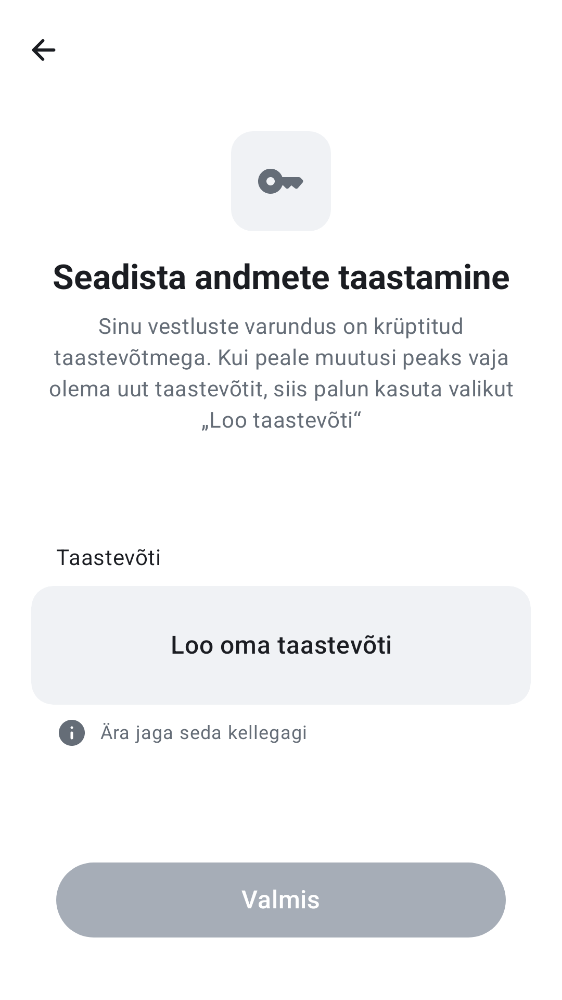 Seadista andmete taastamine
Sinu vestluste varundus on krüptitud
taastevõtmega. Kui peale muutusi peaks vaja
olema uut taastevõtit, siis palun kasuta valikut
„Loo taastevõti“
Taastevõti
Loo oma taastevõti
Ära jaga seda kellegagi
Valmis